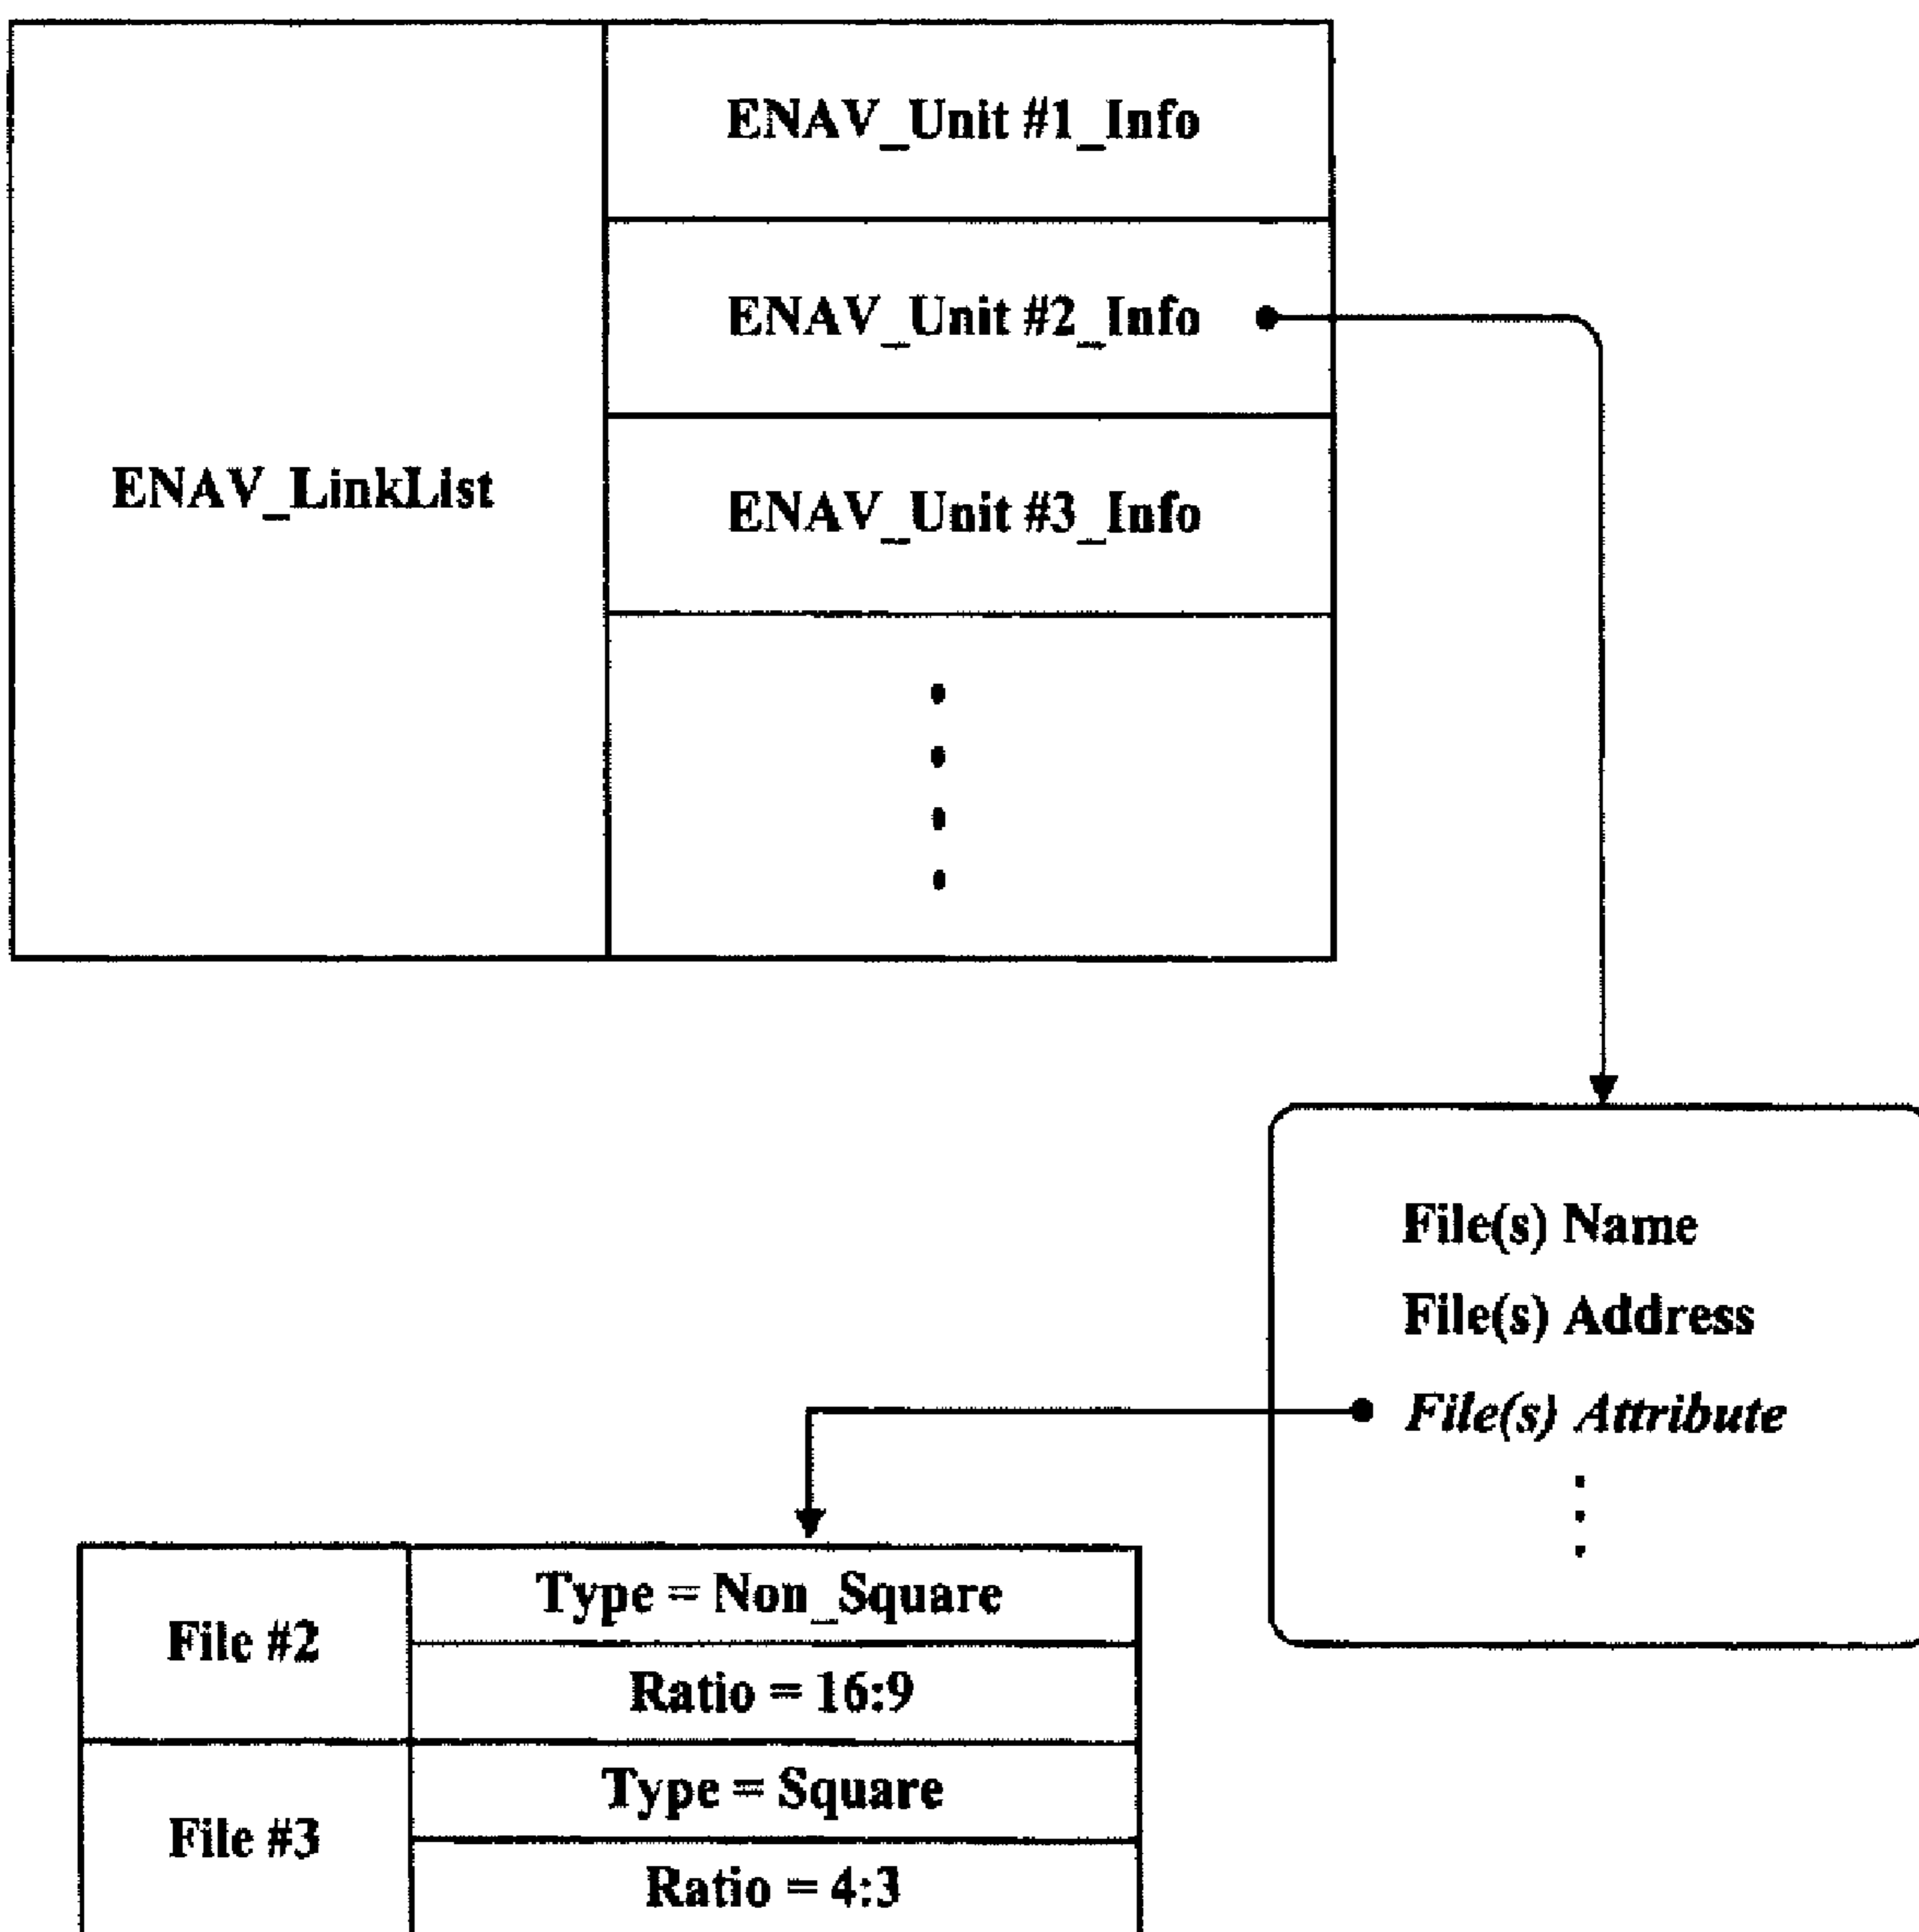 ENAV_LinkList
ENAV_Unit #1_Info
ENAV_Unit #2_Info
ENAV_Unit #3_Info
File(s) Name
File(s) Address
File(s) Attribute
File #2
Type = Non_Square
Ratio = 16:9
File #3
Type = Square
Ratio = 4:3